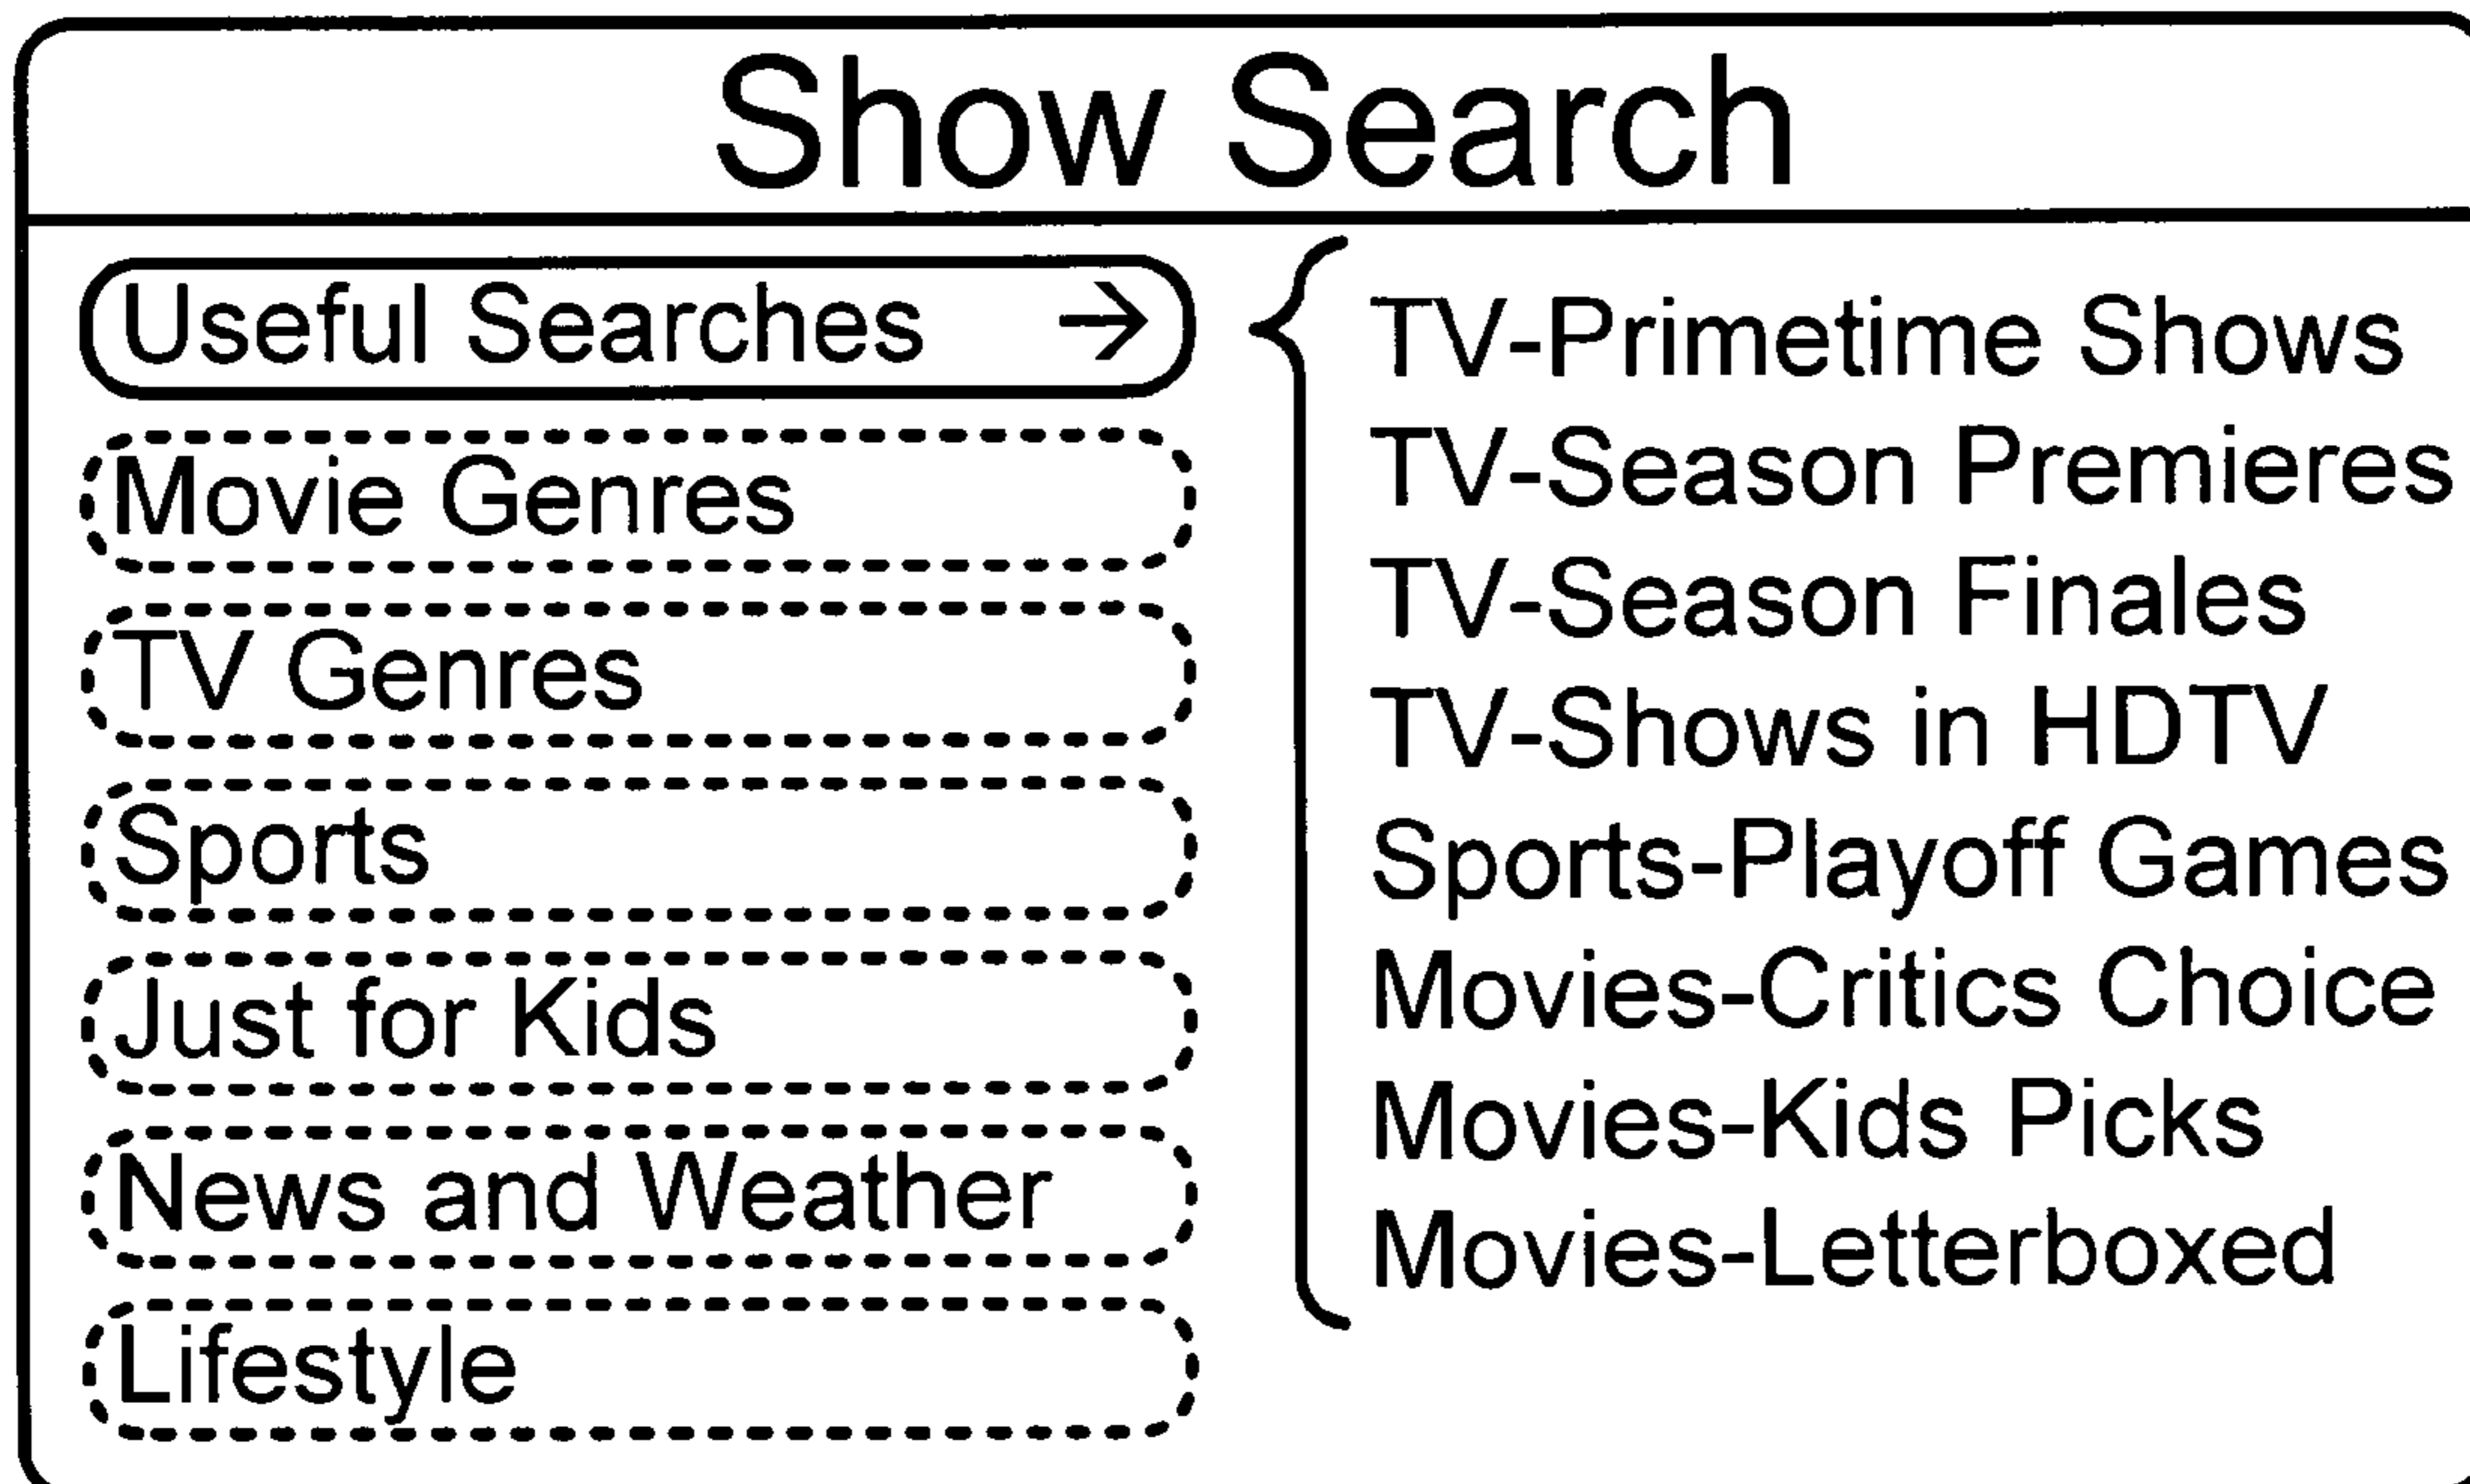 Show Search
Useful Searches →
Movie Genres
TV Genres
Sports
Just for Kids
News and Weather
Lifestyle
TV-Primetime Shows
TV-Season Premieres
TV-Season Finales
TV-Shows in HDTV
Sports-Playoff Games
Movies-Critics Choice
Movies-Kids Picks
Movies-Letterboxed